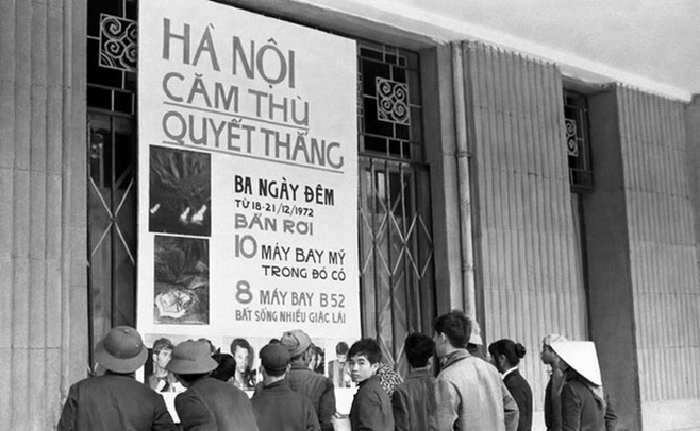 HÀ NỘI
CĂM THÙ
QUYẾT THẮNG
BA NGÀY ĐÊM
TỪ 18-21/12/1972
BẮN RƠI
10 MÁY BAY MỸ
TRONG ĐÓ CÓ
8 MÁY BAY B52
BẮT SỐNG NHIỀU GIẶC LÁI